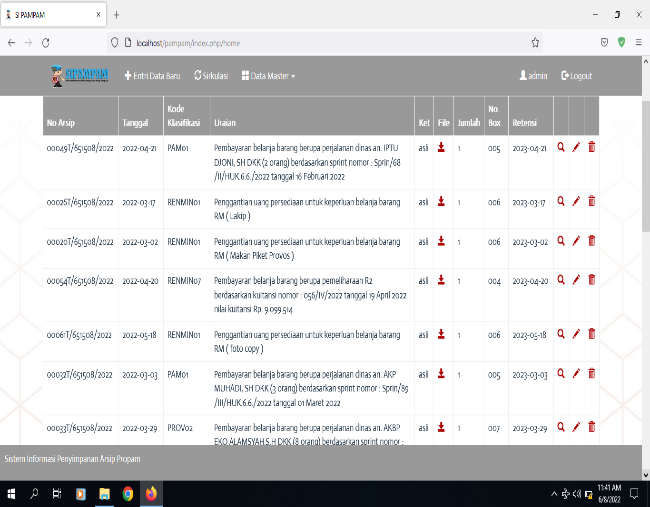 SI PAMPAM
localhost/pampam/index.php/home
SIPAMPAM Entri Data Baru Sirkulasi Data Master admin Logout
No Arsip Tanggal Kode Klasifikasi Uraian Ket File Jumlah No. Box Retensi
00049T/651508/2022 2022-04-21 PAM01 Pembayaran belanja barang berupa perjalanan dinas an. IPTU asli 1 005 2023-04-21
DJONI, SH DKK (2 orang) berdasarkan sprint nomor : Sprin/68
/II/HUK.6.6./2022 tanggal 16 Februari 2022
00026T/651508/2022 2022-03-17 RENMIN01 Penggantian uang persediaan untuk keperluan belanja barang asli 1 006 2023-03-17
RM ( Lakip )
00020T/651508/2022 2022-03-02 RENMIN01 Penggantian uang persediaan untuk keperluan belanja barang asli 1 006 2023-03-02
RM ( Makan Piket Provos )
00054T/651508/2022 2022-04-20 RENMIN07 Pembayaran belanja barang berupa pemeliharaan R2 asli 1 004 2023-04-20
berdasarkan kuitansi nomor : 056/IV/2022 tanggal 19 April 2022
nilai kuitansi Rp. 9.099.514
00061T/651508/2022 2022-05-18 RENMIN01 Penggantian uang persediaan untuk keperluan belanja barang asli 1 006 2023-05-18
RM ( foto copy )
00032T/651508/2022 2022-03-03 PAM01 Pembayaran belanja barang berupa perjalanan dinas an. AKP asli 1 005 2023-03-03
MUHADI, SH DKK (3 orang) berdasarkan sprint nomor : Sprin/89
/III/HUK.6.6./2022 tanggal 01 Maret 2022
00033T/651508/2022 2022-03-29 PROV02 Pembayaran belanja barang berupa perjalanan dinas an. AKBP asli 1 007 2023-03-29
EKO ALAMSYAH,S.H DKK (8 orang) berdasarkan sprint nomor :
Sistem Informasi Penyimpanan Arsip Propam
11:41 AM
6/8/2022